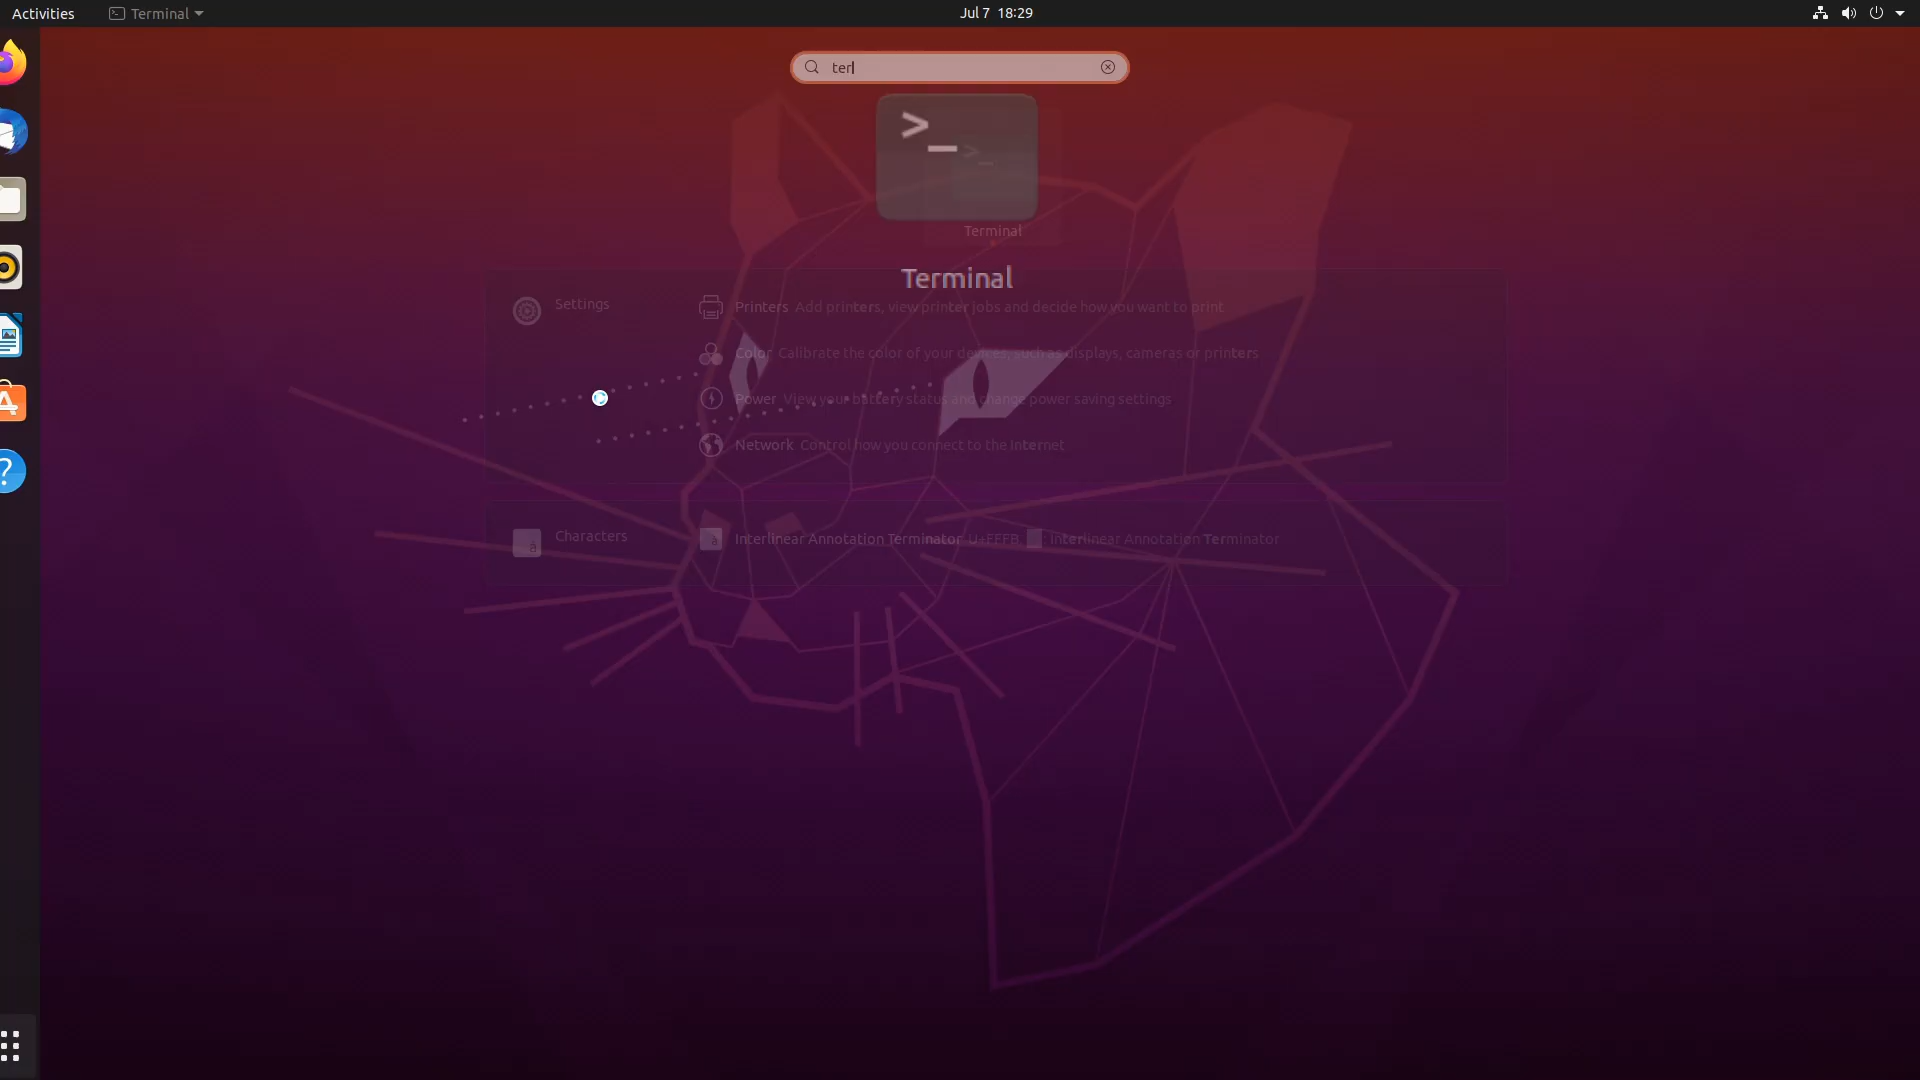 Activities
Terminal
Jul 7 18:29
ter
>_
Terminal
Terminal
Settings
Printers Add printers, view printer jobs and decide how you want to print
Color Calibrate the color of your devices, such as displays, cameras or printers
Power View your battery status and change power saving settings
Network Control how you connect to the Internet
Characters
Interlinear Annotation Terminator U+FFFB : Interlinear Annotation Terminator